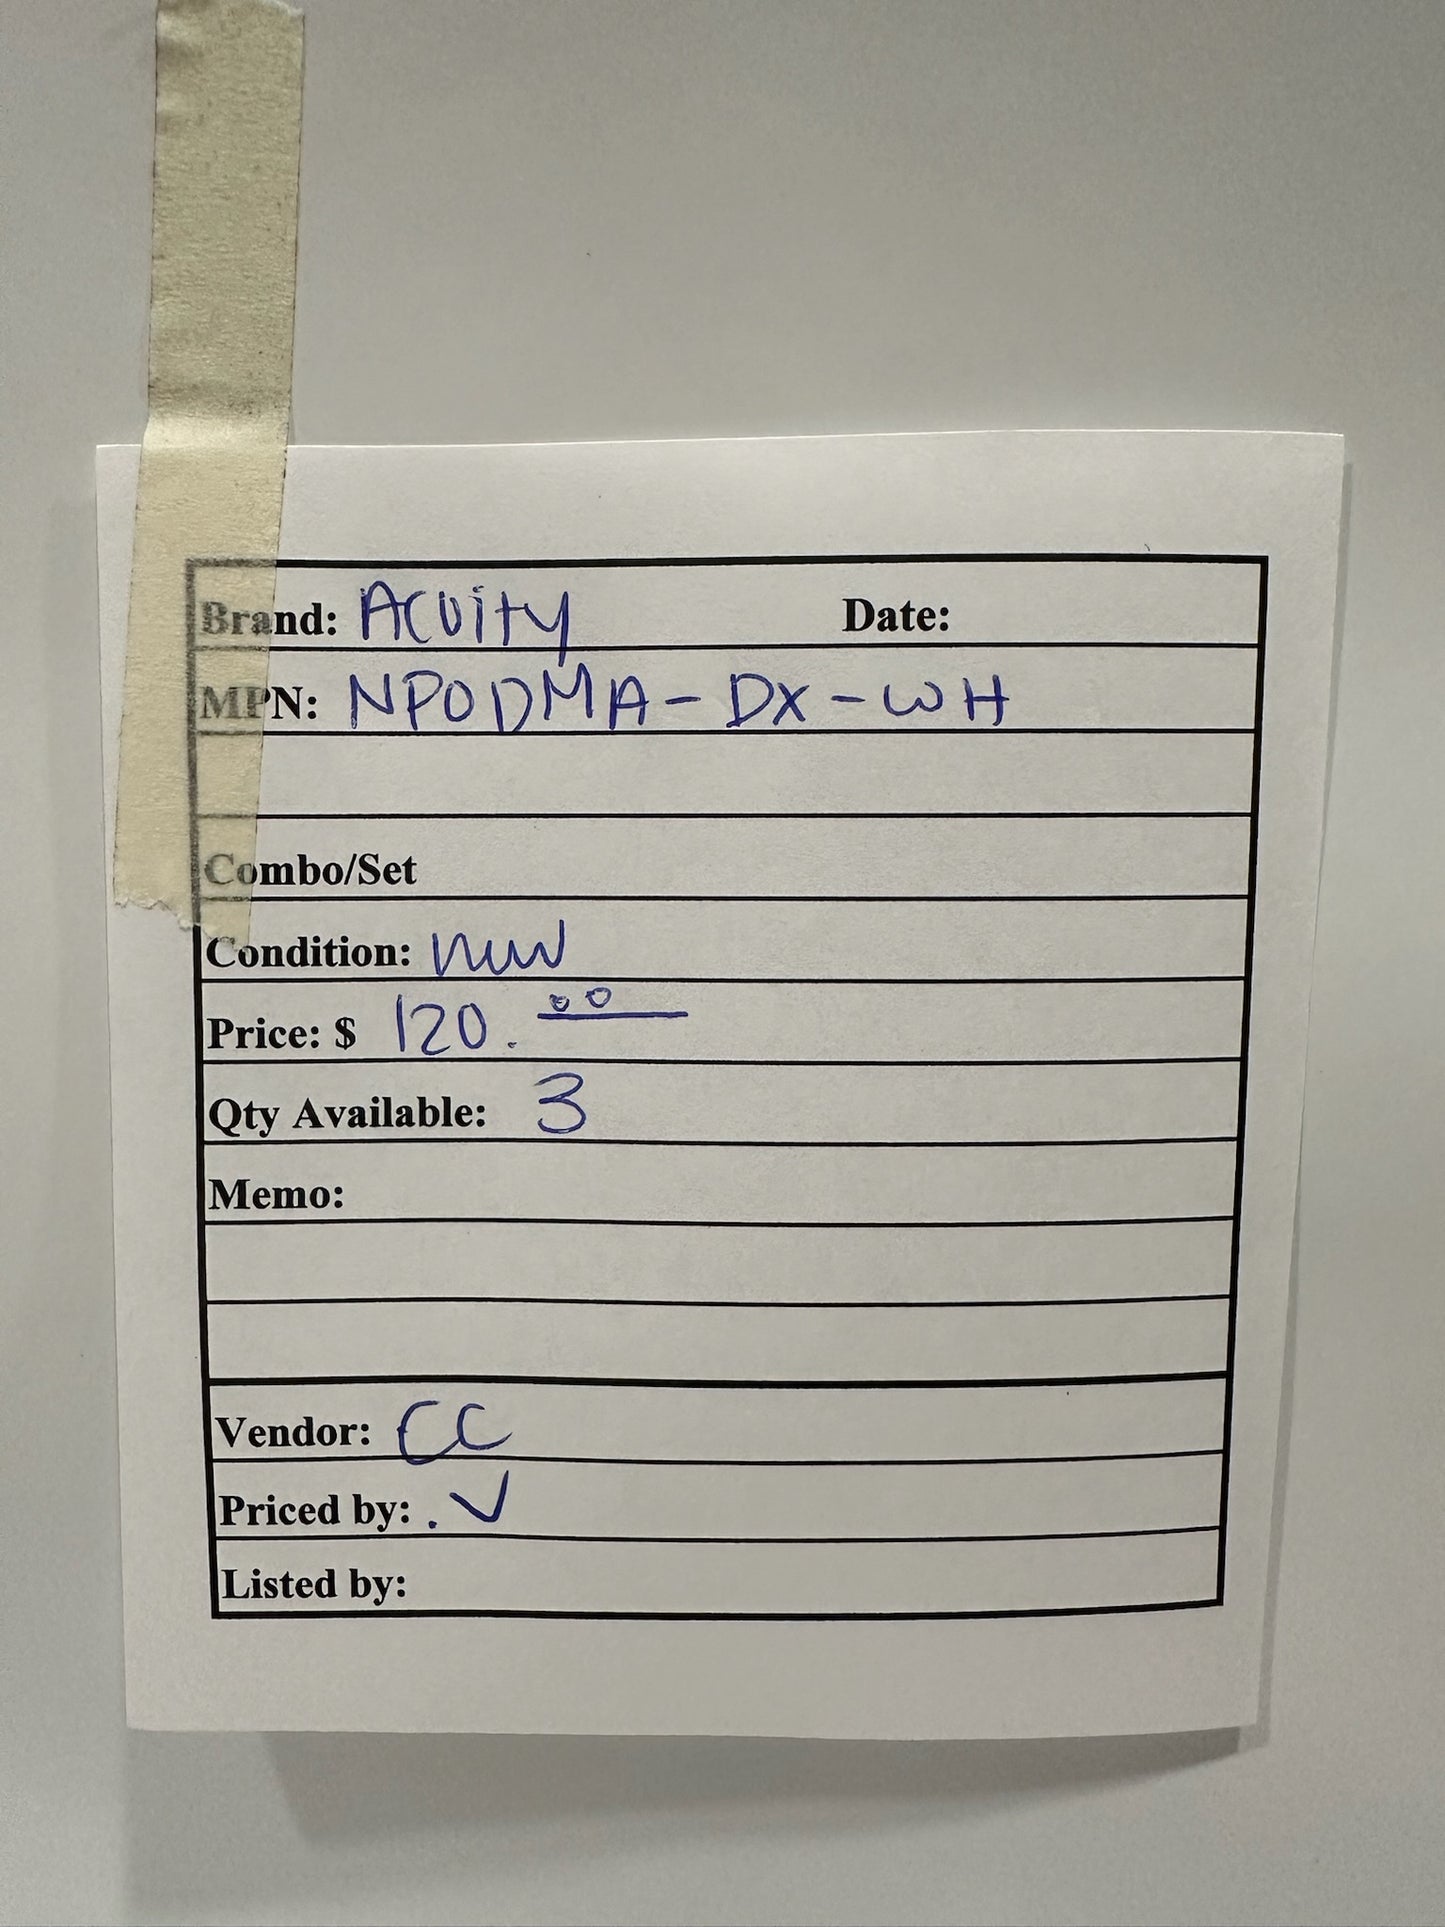 Brand: Acuity Date:
MPN: NPODMA-DX-WH
Combo/Set
Condition: new
Price: $ 120.00
Qty Available: 3
Memo:
Vendor: CC
Priced by: . V
Listed by: